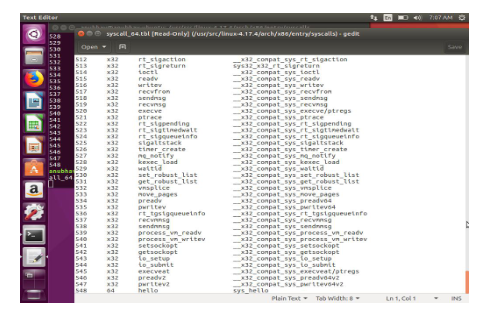 Text Editor
En
7:07 AM
syscall_64.tbl [Read-Only] (/usr/src/linux-4.17.4/arch/x86/entry/syscalls) - gedit
Open
Save
512 x32 rt_sigaction __x32_compat_sys_rt_sigaction
513 x32 rt_sigreturn sys32_x32_rt_sigreturn
514 x32 ioctl __x32_compat_sys_ioctl
515 x32 readv __x32_compat_sys_readv
516 x32 writev __x32_compat_sys_writev
517 x32 recvfrom __x32_compat_sys_recvfrom
518 x32 sendmsg __x32_compat_sys_sendmsg
519 x32 recvmsg __x32_compat_sys_recvmsg
520 x32 execve __x32_compat_sys_execve/ptregs
521 x32 ptrace __x32_compat_sys_ptrace
522 x32 rt_sigpending __x32_compat_sys_rt_sigpending
523 x32 rt_sigtimedwait __x32_compat_sys_rt_sigtimedwait
524 x32 rt_sigqueueinfo __x32_compat_sys_rt_sigqueueinfo
525 x32 sigaltstack __x32_compat_sys_sigaltstack
526 x32 timer_create __x32_compat_sys_timer_create
527 x32 mq_notify __x32_compat_sys_mq_notify
528 x32 kexec_load __x32_compat_sys_kexec_load
529 x32 waitid __x32_compat_sys_waitid
530 x32 set_robust_list __x32_compat_sys_set_robust_list
531 x32 get_robust_list __x32_compat_sys_get_robust_list
532 x32 vmsplice __x32_compat_sys_vmsplice
533 x32 move_pages __x32_compat_sys_move_pages
534 x32 preadv __x32_compat_sys_preadv64
535 x32 pwritev __x32_compat_sys_pwritev64
536 x32 rt_tgsigqueueinfo __x32_compat_sys_rt_tgsigqueueinfo
537 x32 recvmmsg __x32_compat_sys_recvmmsg
538 x32 sendmmsg __x32_compat_sys_sendmmsg
539 x32 process_vm_readv __x32_compat_sys_process_vm_readv
540 x32 process_vm_writev __x32_compat_sys_process_vm_writev
541 x32 setsockopt __x32_compat_sys_setsockopt
542 x32 getsockopt __x32_compat_sys_getsockopt
543 x32 io_setup __x32_compat_sys_io_setup
544 x32 io_submit __x32_compat_sys_io_submit
545 x32 execveat __x32_compat_sys_execveat/ptregs
546 x32 preadv2 __x32_compat_sys_preadv64v2
547 x32 pwritev2 __x32_compat_sys_pwritev64v2
548 64 hello sys_hello
Plain Text Tab Width: 8 Ln 1, Col 1 INS
528
529
530
531
532
533
534
535
536
537
538
539
540
541
542
543
544
545
546
547
548
anubha
all_64